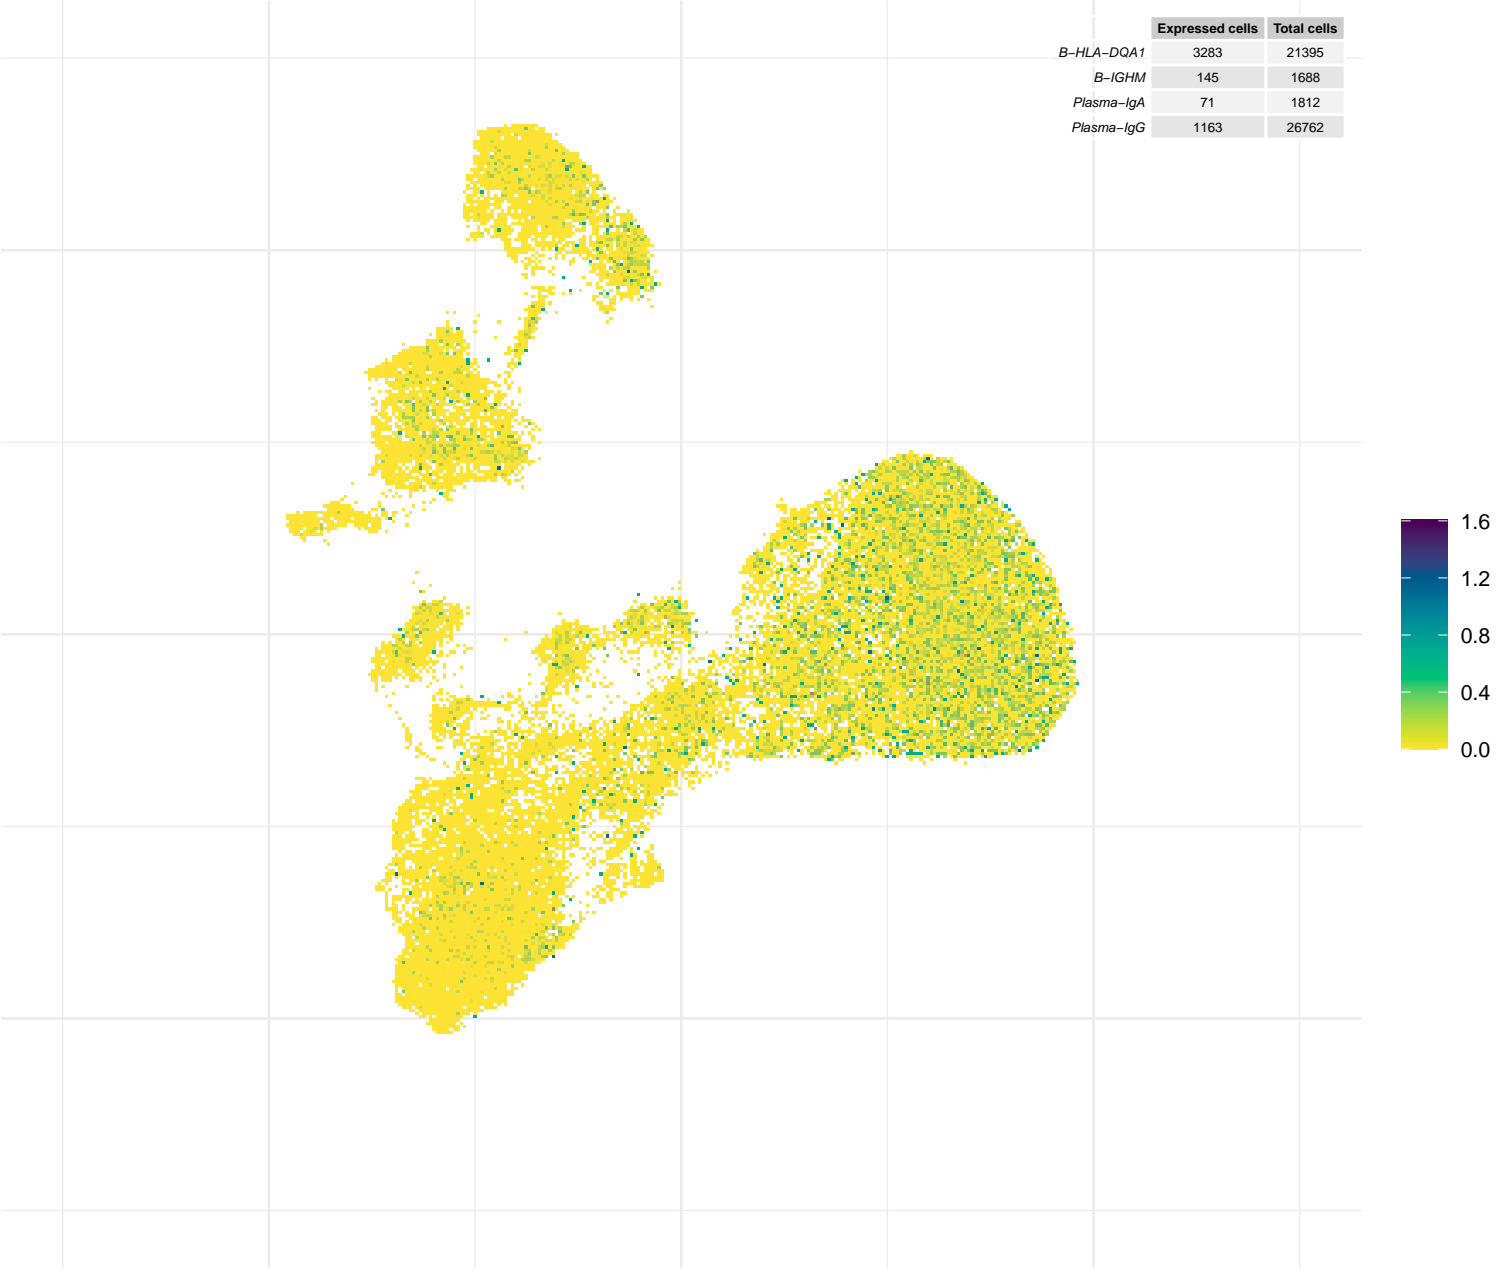 Expressed cells Total cells
B−HLA−DQA1 3283 21395
B−IGHM 145 1688
Plasma−IgA 71 1812
Plasma−IgG 1163 26762
1.6
1.2
0.8
0.4
0.0